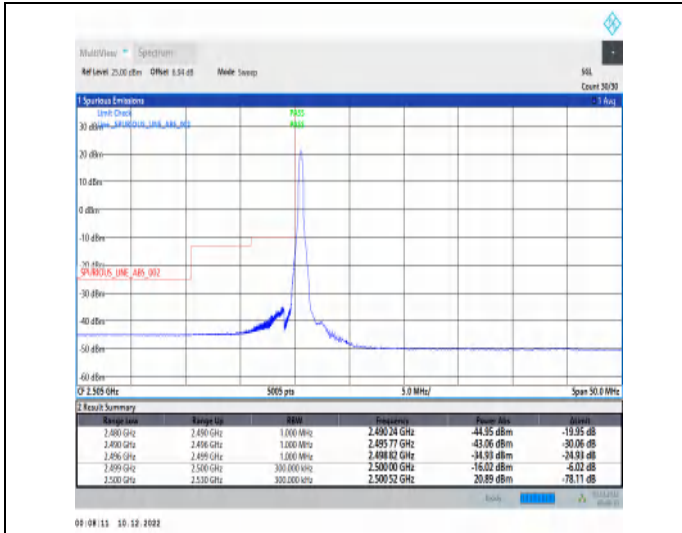 MultiView Spectrum
Ref Level 25.00 dBm Offset 6.94 dB Mode Sweep SGL
Count 30/30
1 Spurious Emissions
Limit Check PASS
30 dBm Line _SPURIOUS_LINE_ABS_002 PASS
20 dBm
10 dBm
0 dBm
-10 dBm
-20 dBm
SPURIOUS_LINE_ABS_002
-30 dBm
-40 dBm
-50 dBm
-60 dBm
CF 2.505 GHz 5005 pts 5.0 MHz/ Span 50.0 MHz
2 Result Summary
Range Low Range Up RBW Frequency Power Abs ΔLimit
2.480 GHz 2.490 GHz 1.000 MHz 2.490 24 GHz -44.95 dBm -19.95 dB
2.490 GHz 2.496 GHz 1.000 MHz 2.495 77 GHz -43.06 dBm -30.06 dB
2.496 GHz 2.499 GHz 1.000 MHz 2.498 82 GHz -34.93 dBm -24.93 dB
2.499 GHz 2.500 GHz 300.000 kHz 2.500 00 GHz -16.02 dBm -6.02 dB
2.500 GHz 2.530 GHz 300.000 kHz 2.500 52 GHz 20.89 dBm -78.11 dB
Ready
00:08:11 10.12.2022